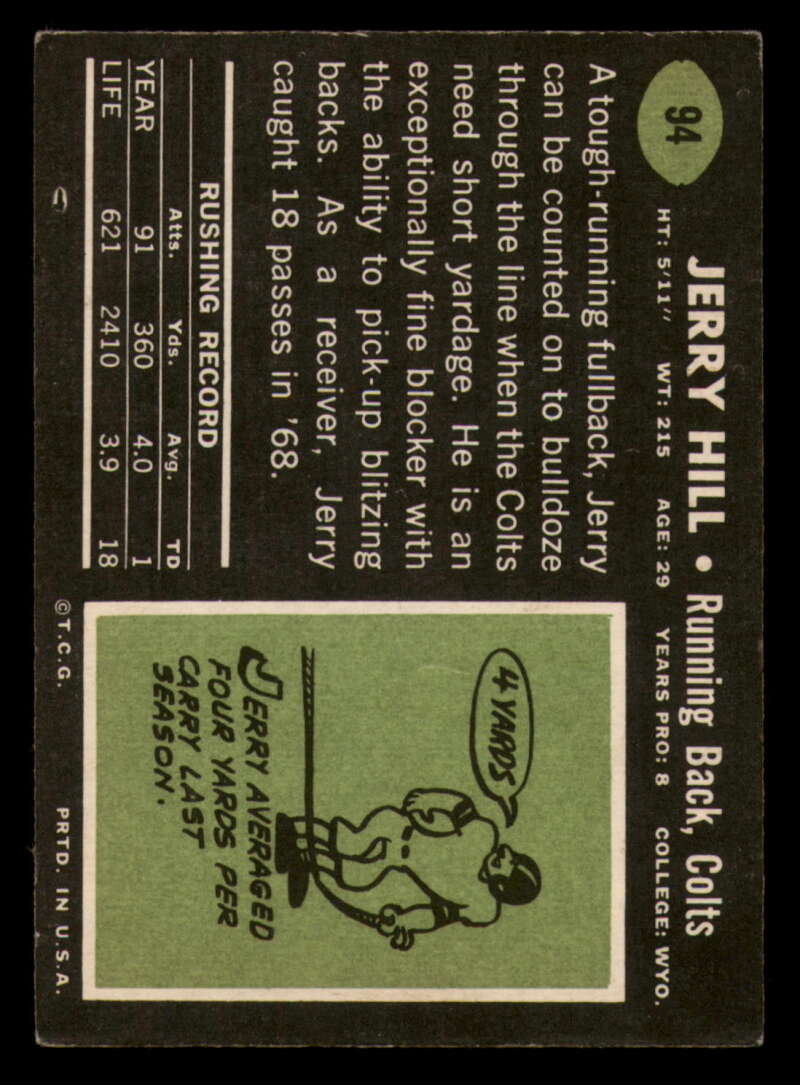 94
JERRY HILL • Running Back, Colts
HT: 5'11" WT: 215 AGE: 29 YEARS PRO: 8 COLLEGE: WYO.
A tough-running fullback, Jerry
can be counted on to bulldoze
through the line when the Colts
need short yardage. He is an
exceptionally fine blocker with
the ability to pick-up blitzing
backs. As a receiver, Jerry
caught 18 passes in '68.
RUSHING RECORD
Atts. Yds. Avg. TD
YEAR 91 360 4.0 1
LIFE 621 2410 3.9 18
4 YARDS
JERRY AVERAGED
FOUR YARDS PER
CARRY LAST
SEASON.
©T.C.G. PRTD. IN U.S.A.